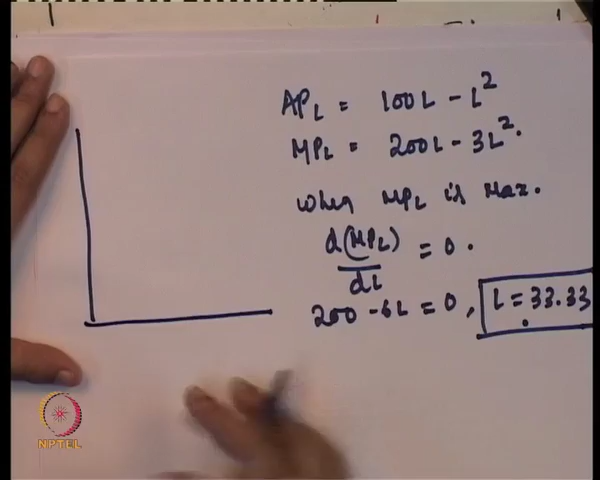 APL = 100L - L²
MPL = 200L - 3L².
when MPL is Max.
d(MPL)
dL = 0.
200 - 6L = 0, L = 33.33
NPTEL